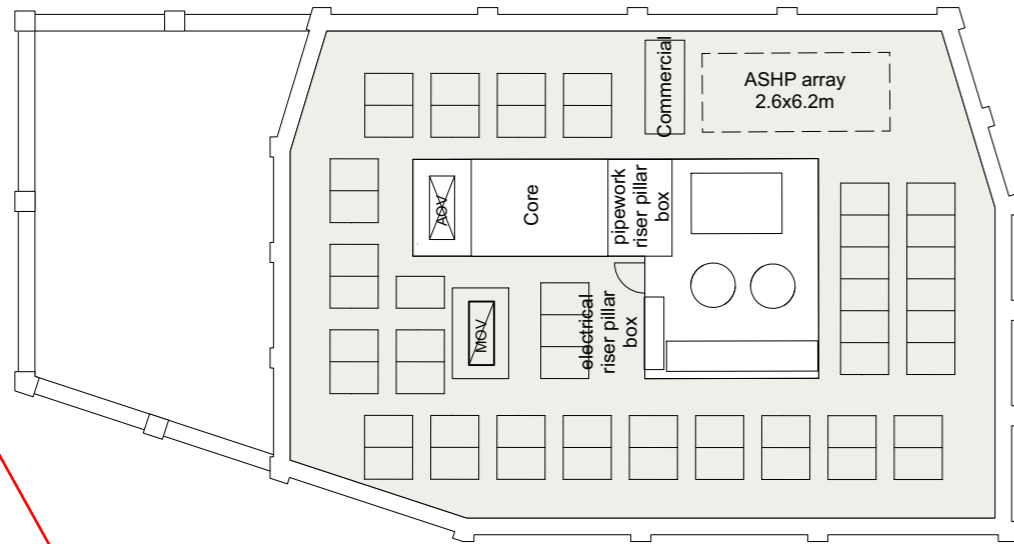 Commercial
ASHP array
2.6x6.2m
AOV
Core
pipework
riser pillar
box
MOV
electrical
riser pillar
box